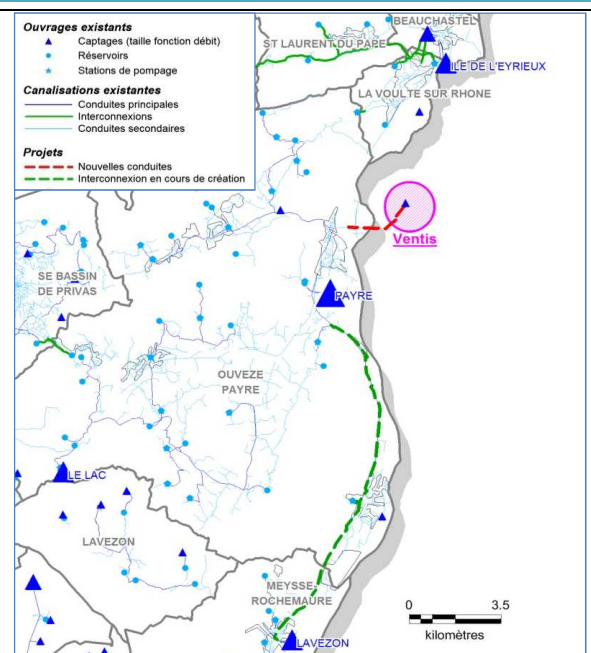 Ouvrages existants
Captages (taille fonction débit)
Réservoirs
Stations de pompage
Canalisations existantes
Conduites principales
Interconnexions
Conduites secondaires
Projets
Nouvelles conduites
Interconnexion en cours de création
BEAUCHASTEL
ST LAURENT DU PAPE
ILE DE L'EYRIEUX
LA VOULTE SUR RHONE
Ventis
SE BASSIN
DE PRIVAS
PAYRE
OUVEZE
PAYRE
LE LAC
LAVEZON
MEYSSE-
ROCHEMAURE
LAVEZON
0 3.5
kilomètres